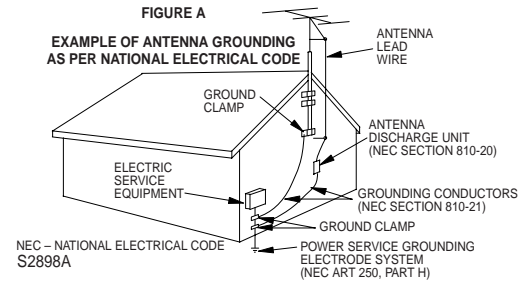 FIGURE A
EXAMPLE OF ANTENNA GROUNDING
AS PER NATIONAL ELECTRICAL CODE
ANTENNA
LEAD
WIRE
GROUND
CLAMP
ANTENNA
DISCHARGE UNIT
(NEC SECTION 810-20)
ELECTRIC
SERVICE
EQUIPMENT
GROUNDING CONDUCTORS
(NEC SECTION 810-21)
GROUND CLAMP
POWER SERVICE GROUNDING
ELECTRODE SYSTEM
(NEC ART 250, PART H)
NEC – NATIONAL ELECTRICAL CODE
S2898A